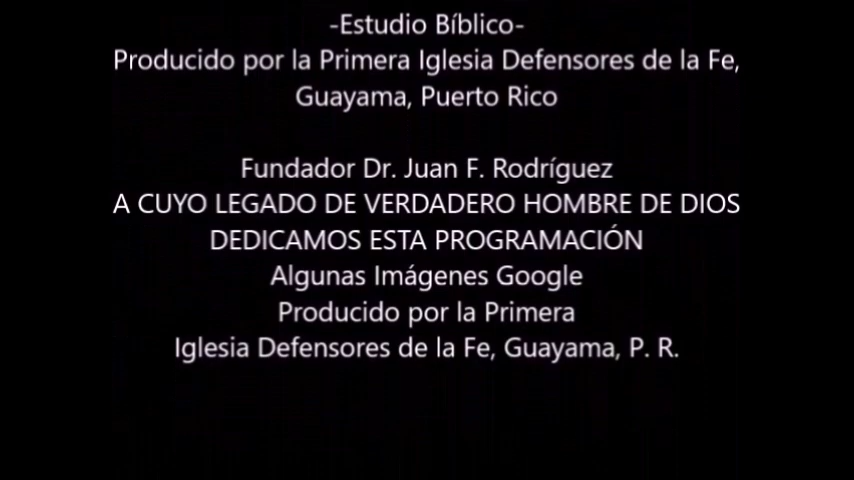 -Estudio Bíblico-
Producido por la Primera Iglesia Defensores de la Fe,
Guayama, Puerto Rico
Fundador Dr. Juan F. Rodríguez
A CUYO LEGADO DE VERDADERO HOMBRE DE DIOS
DEDICAMOS ESTA PROGRAMACIÓN
Algunas Imágenes Google
Producido por la Primera
Iglesia Defensores de la Fe, Guayama, P. R.